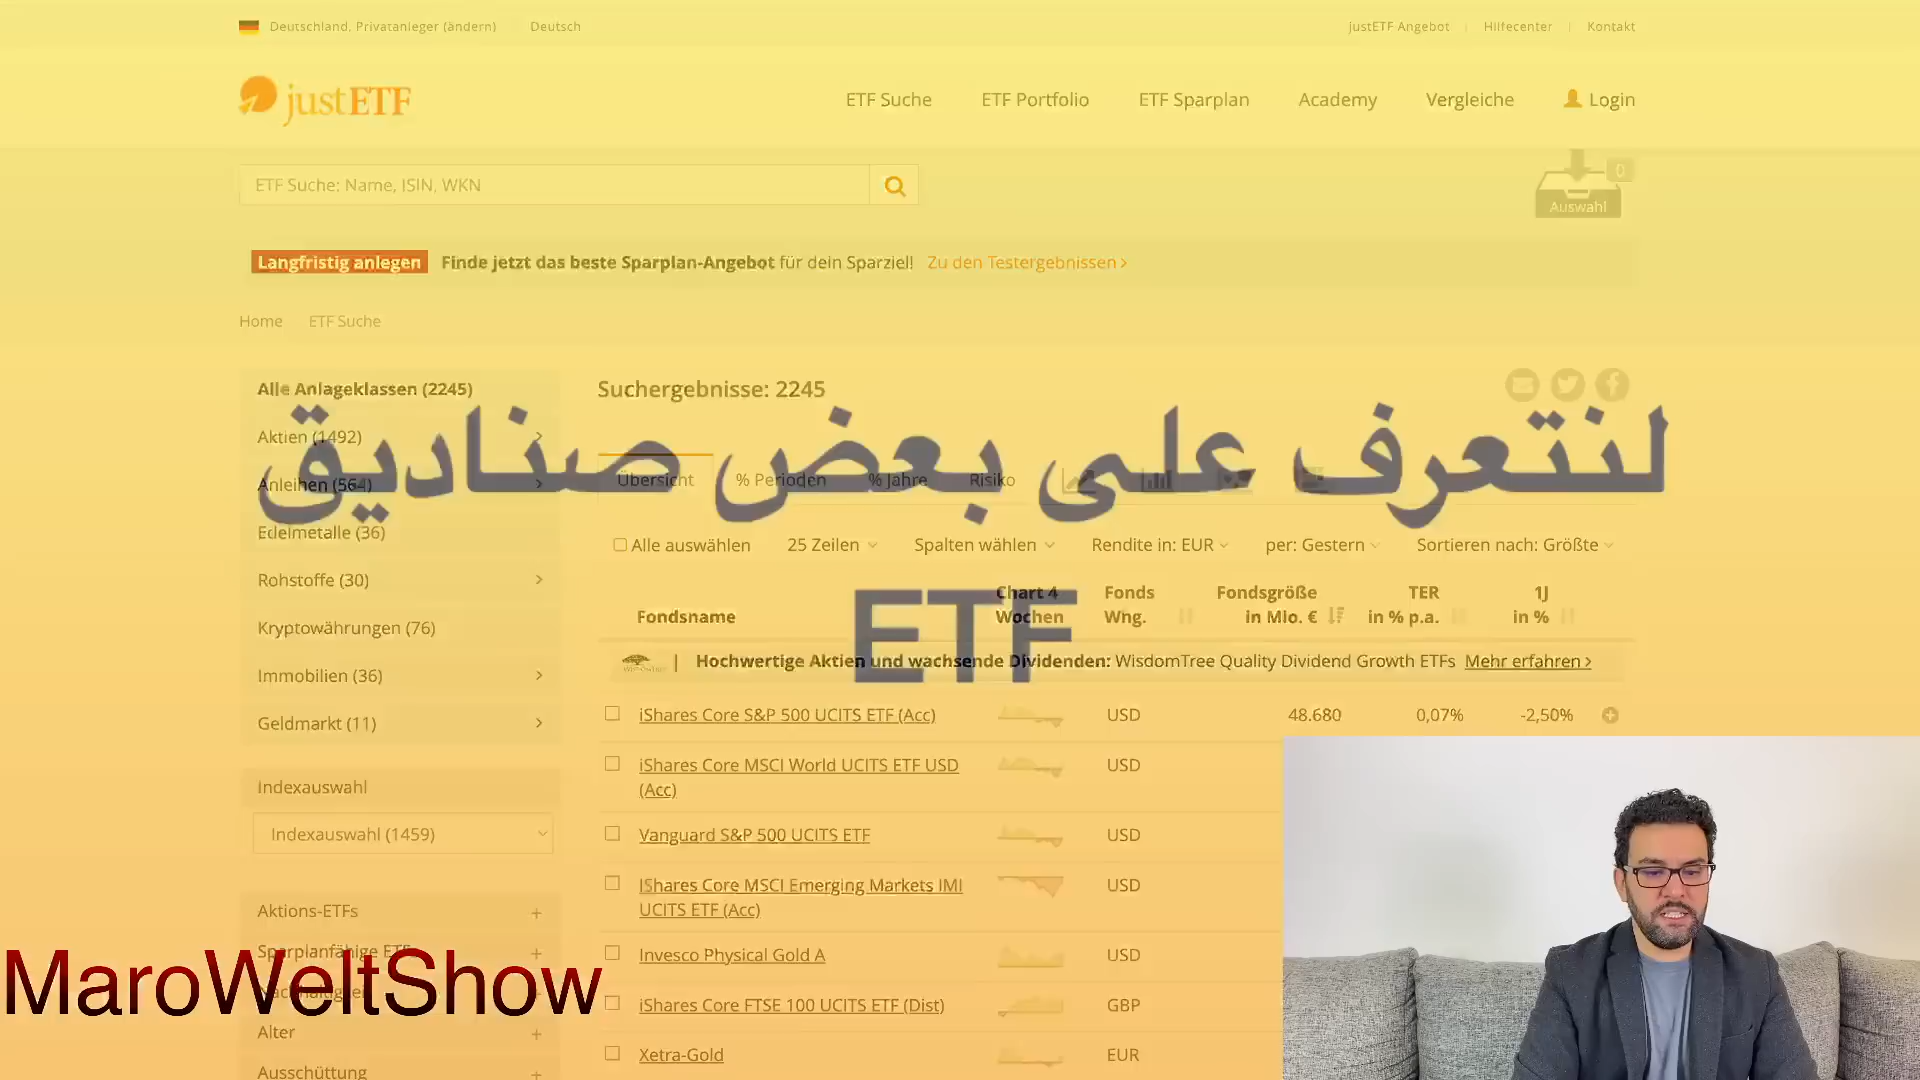 Deutschland, Privatanleger (ändern) Deutsch justETF Angebot Hilfecenter Kontakt
justETF ETF Suche ETF Portfolio ETF Sparplan Academy Vergleiche Login
ETF Suche: Name, ISIN, WKN
0
Auswahl
Langfristig anlegen Finde jetzt das beste Sparplan-Angebot für dein Sparziel! Zu den Testergebnissen ›
Home ETF Suche
Alle Anlageklassen (2245)
Aktien (1492)
Anleihen (564)
Edelmetalle (36)
Rohstoffe (30)
Kryptowährungen (76)
Immobilien (36)
Geldmarkt (11)
Indexauswahl
Indexauswahl (1459)
Aktions-ETFs +
Sparplanfähige ETFs +
Alter +
Ausschüttung +
Suchergebnisse: 2245
لنتعرف على بعض صناديق
ETF
Übersicht % Perioden % Jahre Risiko
Alle auswählen 25 Zeilen Spalten wählen Rendite in: EUR per: Gestern Sortieren nach: Größte
Fondsname Chart 4 Wochen Fonds Whg. Fondsgröße in Mio. € TER in % p.a. 1J in %
Hochwertige Aktien und wachsende Dividenden: WisdomTree Quality Dividend Growth ETFs Mehr erfahren ›
iShares Core S&P 500 UCITS ETF (Acc) USD 48.680 0,07% -2,50%
iShares Core MSCI World UCITS ETF USD (Acc) USD
Vanguard S&P 500 UCITS ETF USD
iShares Core MSCI Emerging Markets IMI UCITS ETF (Acc) USD
Invesco Physical Gold A USD
iShares Core FTSE 100 UCITS ETF (Dist) GBP
Xetra-Gold EUR
MaroWeltShow